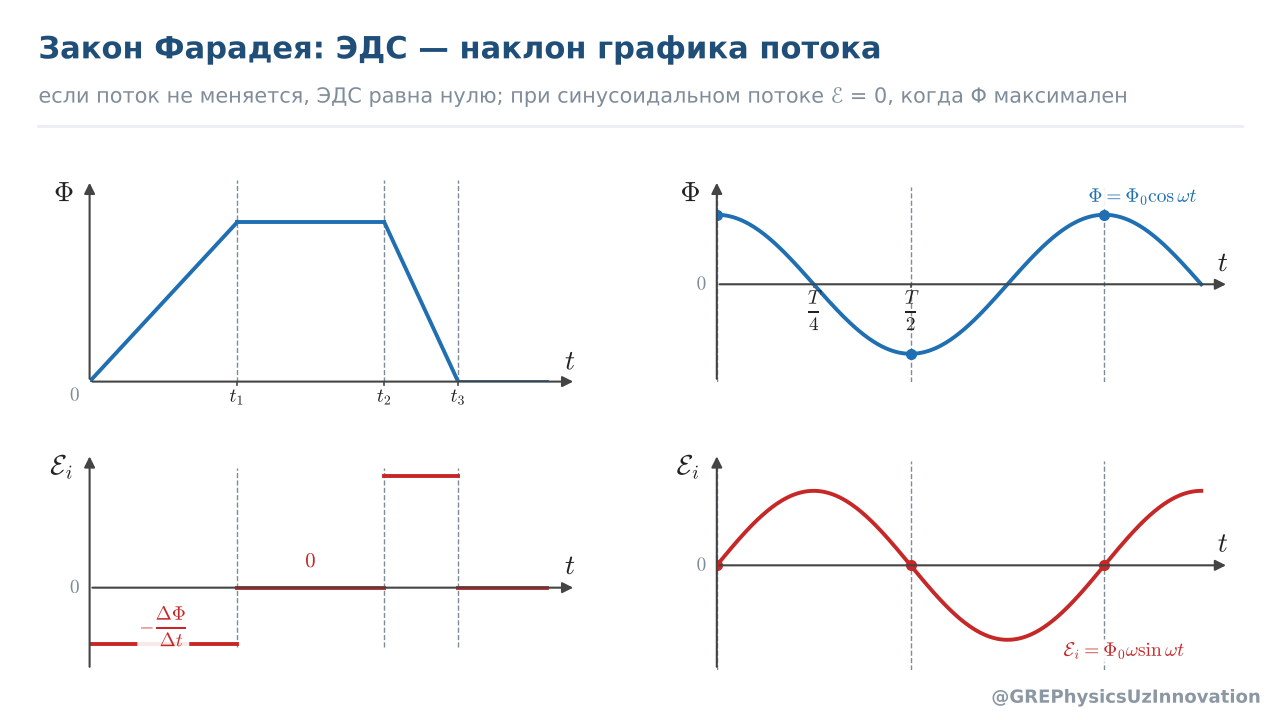 Закон Фарадея: ЭДС — наклон графика потока
если поток не меняется, ЭДС равна нулю; при синусоидальном потоке ℰ = 0, когда Φ максимален
Φ
t
0
t₁ t₂ t₃
Φ
Φ = Φ₀cos ωt
t
0
T/4 T/2
ℰᵢ
0
t
0
−ΔΦ/Δt
ℰᵢ
t
0
ℰᵢ = Φ₀ωsin ωt
@GREPhysicsUzInnovation